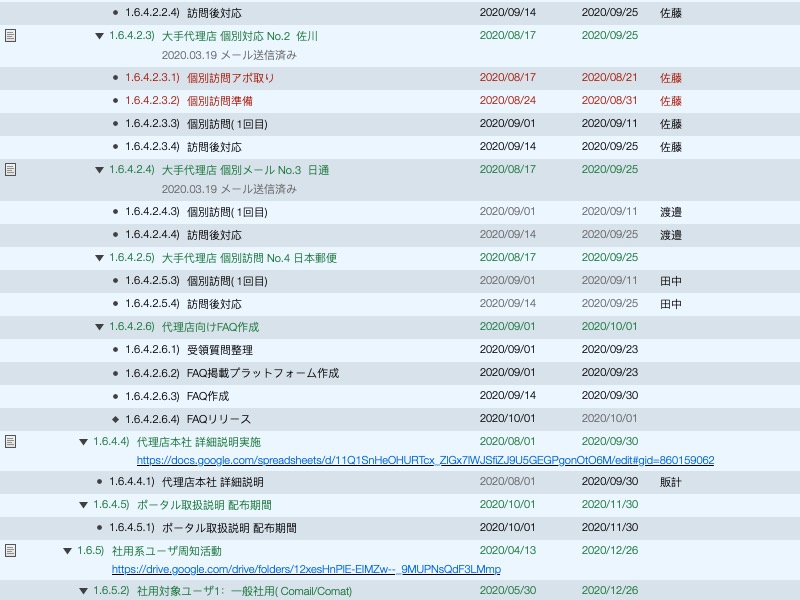 1.6.4.2.2.4) 訪問後対応 2020/09/14 2020/09/25 佐藤
1.6.4.2.3) 大手代理店 個別対応 No.2 佐川 2020/08/17 2020/09/25
2020.03.19 メール送信済み
1.6.4.2.3.1) 個別訪問アポ取り 2020/08/17 2020/08/21 佐藤
1.6.4.2.3.2) 個別訪問準備 2020/08/24 2020/08/31 佐藤
1.6.4.2.3.3) 個別訪問(1回目) 2020/09/01 2020/09/11 佐藤
1.6.4.2.3.4) 訪問後対応 2020/09/14 2020/09/25 佐藤
1.6.4.2.4) 大手代理店 個別メール No.3 日通 2020/08/17 2020/09/25
2020.03.19 メール送信済み
1.6.4.2.4.3) 個別訪問(1回目) 2020/09/01 2020/09/11 渡邉
1.6.4.2.4.4) 訪問後対応 2020/09/14 2020/09/25 渡邉
1.6.4.2.5) 大手代理店 個別訪問 No.4 日本郵便 2020/08/17 2020/09/25
1.6.4.2.5.3) 個別訪問(1回目) 2020/09/01 2020/09/11 田中
1.6.4.2.5.4) 訪問後対応 2020/09/14 2020/09/25 田中
1.6.4.2.6) 代理店向けFAQ作成 2020/09/01 2020/10/01
1.6.4.2.6.1) 受領質問整理 2020/09/01 2020/09/23
1.6.4.2.6.2) FAQ掲載プラットフォーム作成 2020/09/01 2020/09/23
1.6.4.2.6.3) FAQ作成 2020/09/14 2020/09/30
1.6.4.2.6.4) FAQリリース 2020/10/01 2020/10/01
1.6.4.4) 代理店本社 詳細説明実施 2020/08/01 2020/09/30
https://docs.google.com/spreadsheets/d/11Q1SnHeOHURTcx_ZlGx7lWJSfiZJ9U5GEGPgonOtO6M/edit#gid=860159062
1.6.4.4.1) 代理店本社 詳細説明 2020/08/01 2020/09/30 販計
1.6.4.5) ポータル取扱説明 配布期間 2020/10/01 2020/11/30
1.6.4.5.1) ポータル取扱説明 配布期間 2020/10/01 2020/11/30
1.6.5) 社用系ユーザ周知活動 2020/04/13 2020/12/26
https://drive.google.com/drive/folders/12xesHnPlE-ElMZw--_9MUPNsQdF3LMmp
1.6.5.2) 社用対象ユーザ1：一般社用(Comail/Comat) 2020/05/30 2020/12/26